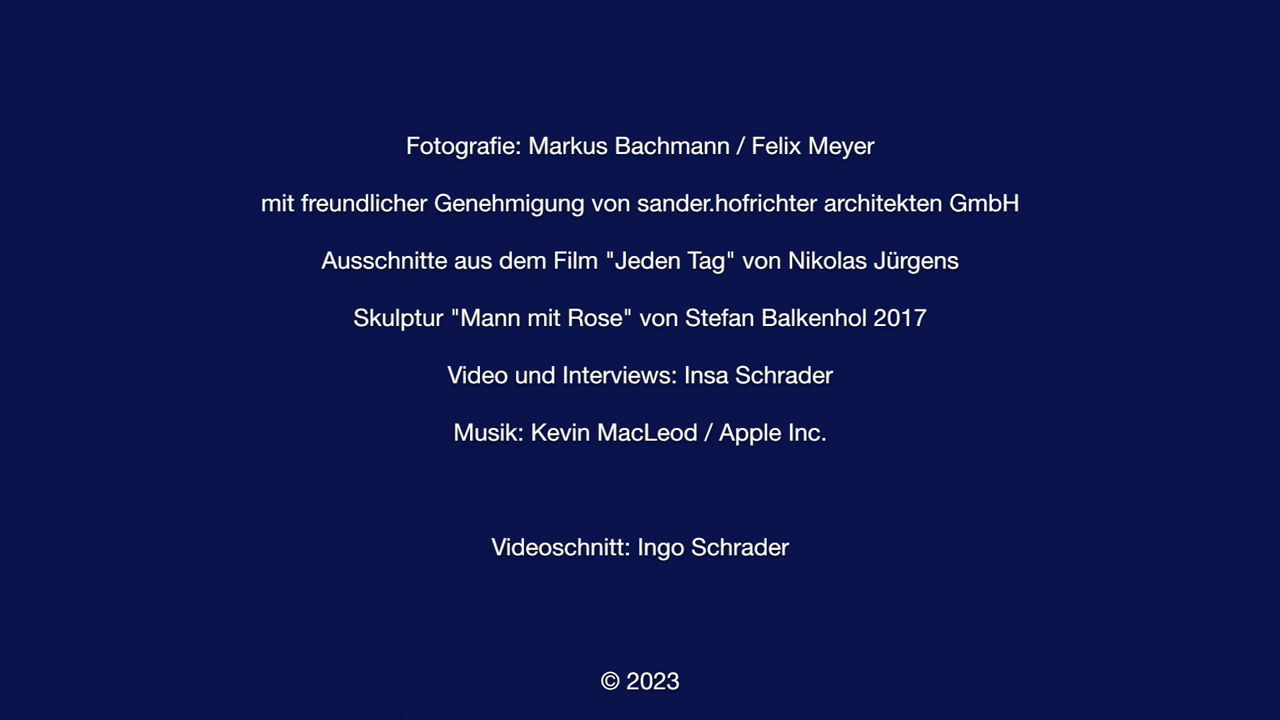 Fotografie: Markus Bachmann / Felix Meyer
mit freundlicher Genehmigung von sander.hofrichter architekten GmbH
Ausschnitte aus dem Film "Jeden Tag" von Nikolas Jürgens
Skulptur "Mann mit Rose" von Stefan Balkenhol 2017
Video und Interviews: Insa Schrader
Musik: Kevin MacLeod / Apple Inc.
Videoschnitt: Ingo Schrader
© 2023